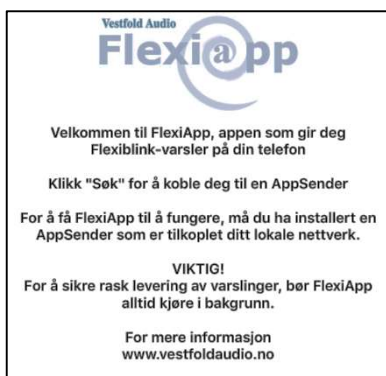 Vestfold Audio
Flexi@pp
Velkommen til FlexiApp, appen som gir deg
Flexiblink-varsler på din telefon
Klikk "Søk" for å koble deg til en AppSender
For å få FlexiApp til å fungere, må du ha installert en
AppSender som er tilkoplet ditt lokale nettverk.
VIKTIG!
For å sikre rask levering av varslinger, bør FlexiApp
alltid kjøre i bakgrunn.
For mere informasjon
www.vestfoldaudio.no